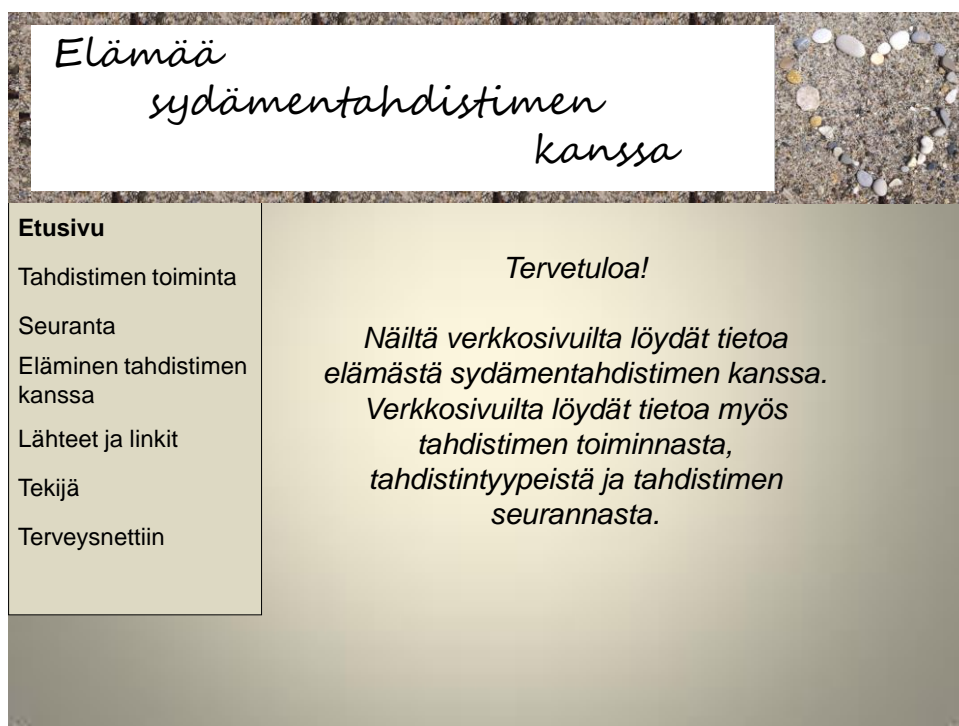 Elämää
sydämentahdistimen
kanssa
Etusivu
Tahdistimen toiminta
Seuranta
Eläminen tahdistimen
kanssa
Lähteet ja linkit
Tekijä
Terveysnettiin
Tervetuloa!
Näiltä verkkosivuilta löydät tietoa
elämästä sydämentahdistimen kanssa.
Verkkosivuilta löydät tietoa myös
tahdistimen toiminnasta,
tahdistintyypeistä ja tahdistimen
seurannasta.